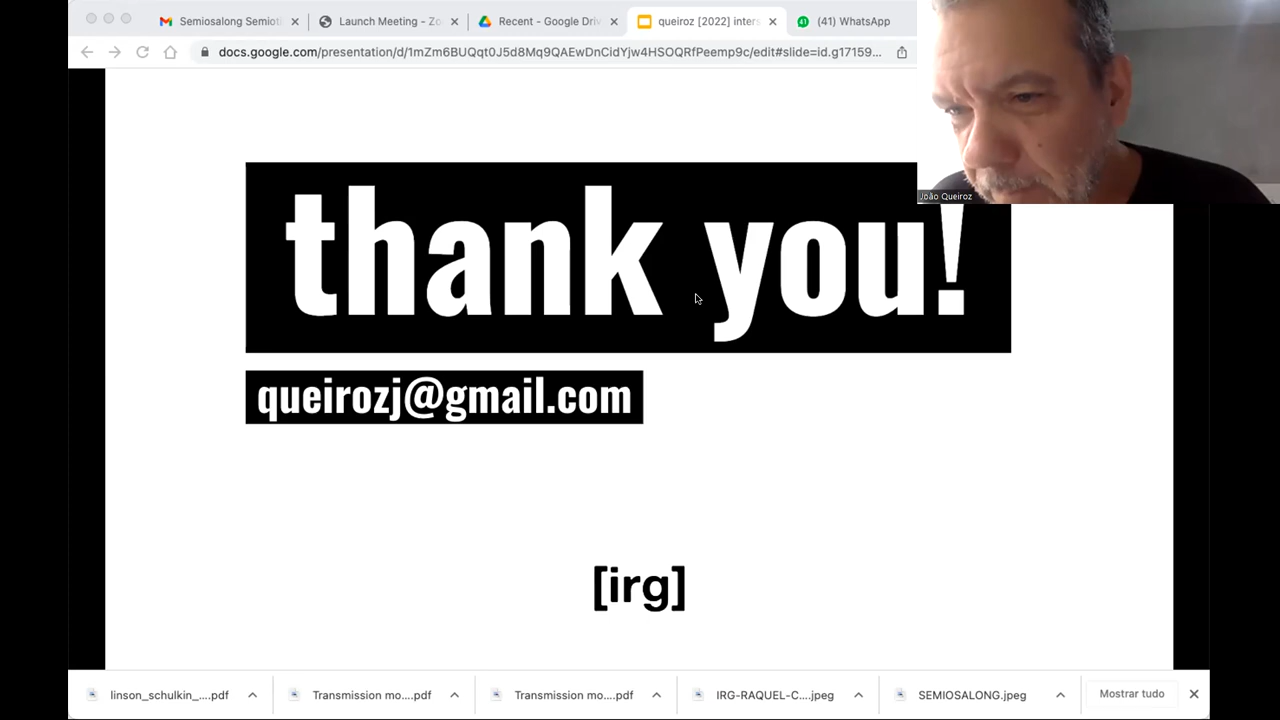 Semiosalong Semioti
Launch Meeting - Zo
Recent - Google Driv
queiroz [2022] inters
(41) WhatsApp
docs.google.com/presentation/d/1mZm6BUQqt0J5d8Mq9QAEwDnCidYjw4HSOQRfPeemp9c/edit#slide=id.g17159...
João Queiroz
thank you!
queirozj@gmail.com
[irg]
linson_schulkin_....pdf
Transmission mo....pdf
Transmission mo....pdf
IRG-RAQUEL-C....jpeg
SEMIOSALONG.jpeg
Mostrar tudo